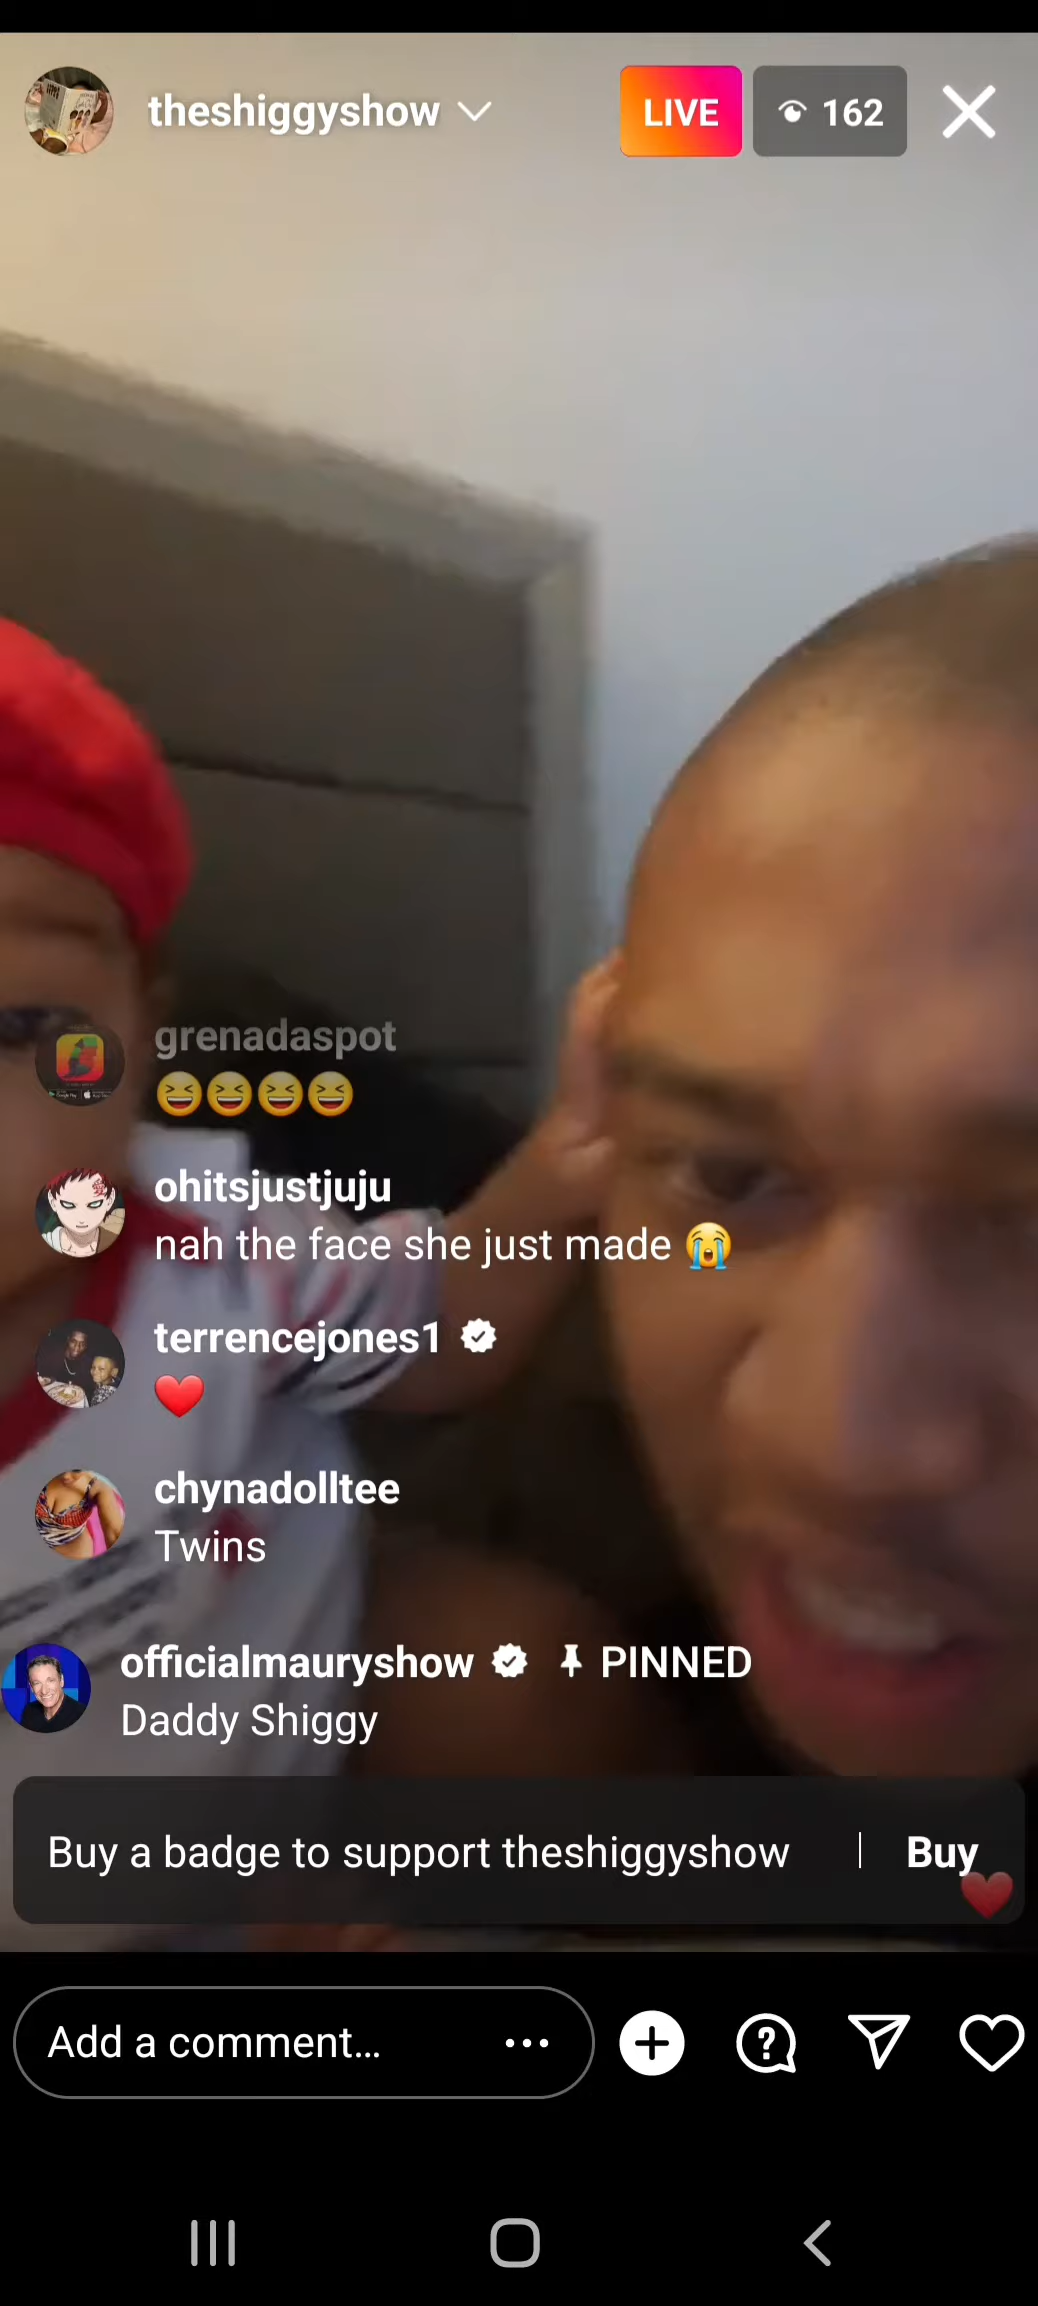 theshiggyshow
LIVE
162
grenadaspot
😆😆😆😆
ohitsjustjuju
nah the face she just made 😭
terrencejones1
❤️
chynadolltee
Twins
officialmauryshow PINNED
Daddy Shiggy
Buy a badge to support theshiggyshow | Buy
Add a comment...